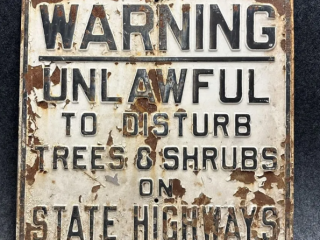 WARNING
UNLAWFUL
TO DISTURB
TREES & SHRUBS
ON
STATE HIGHWAYS